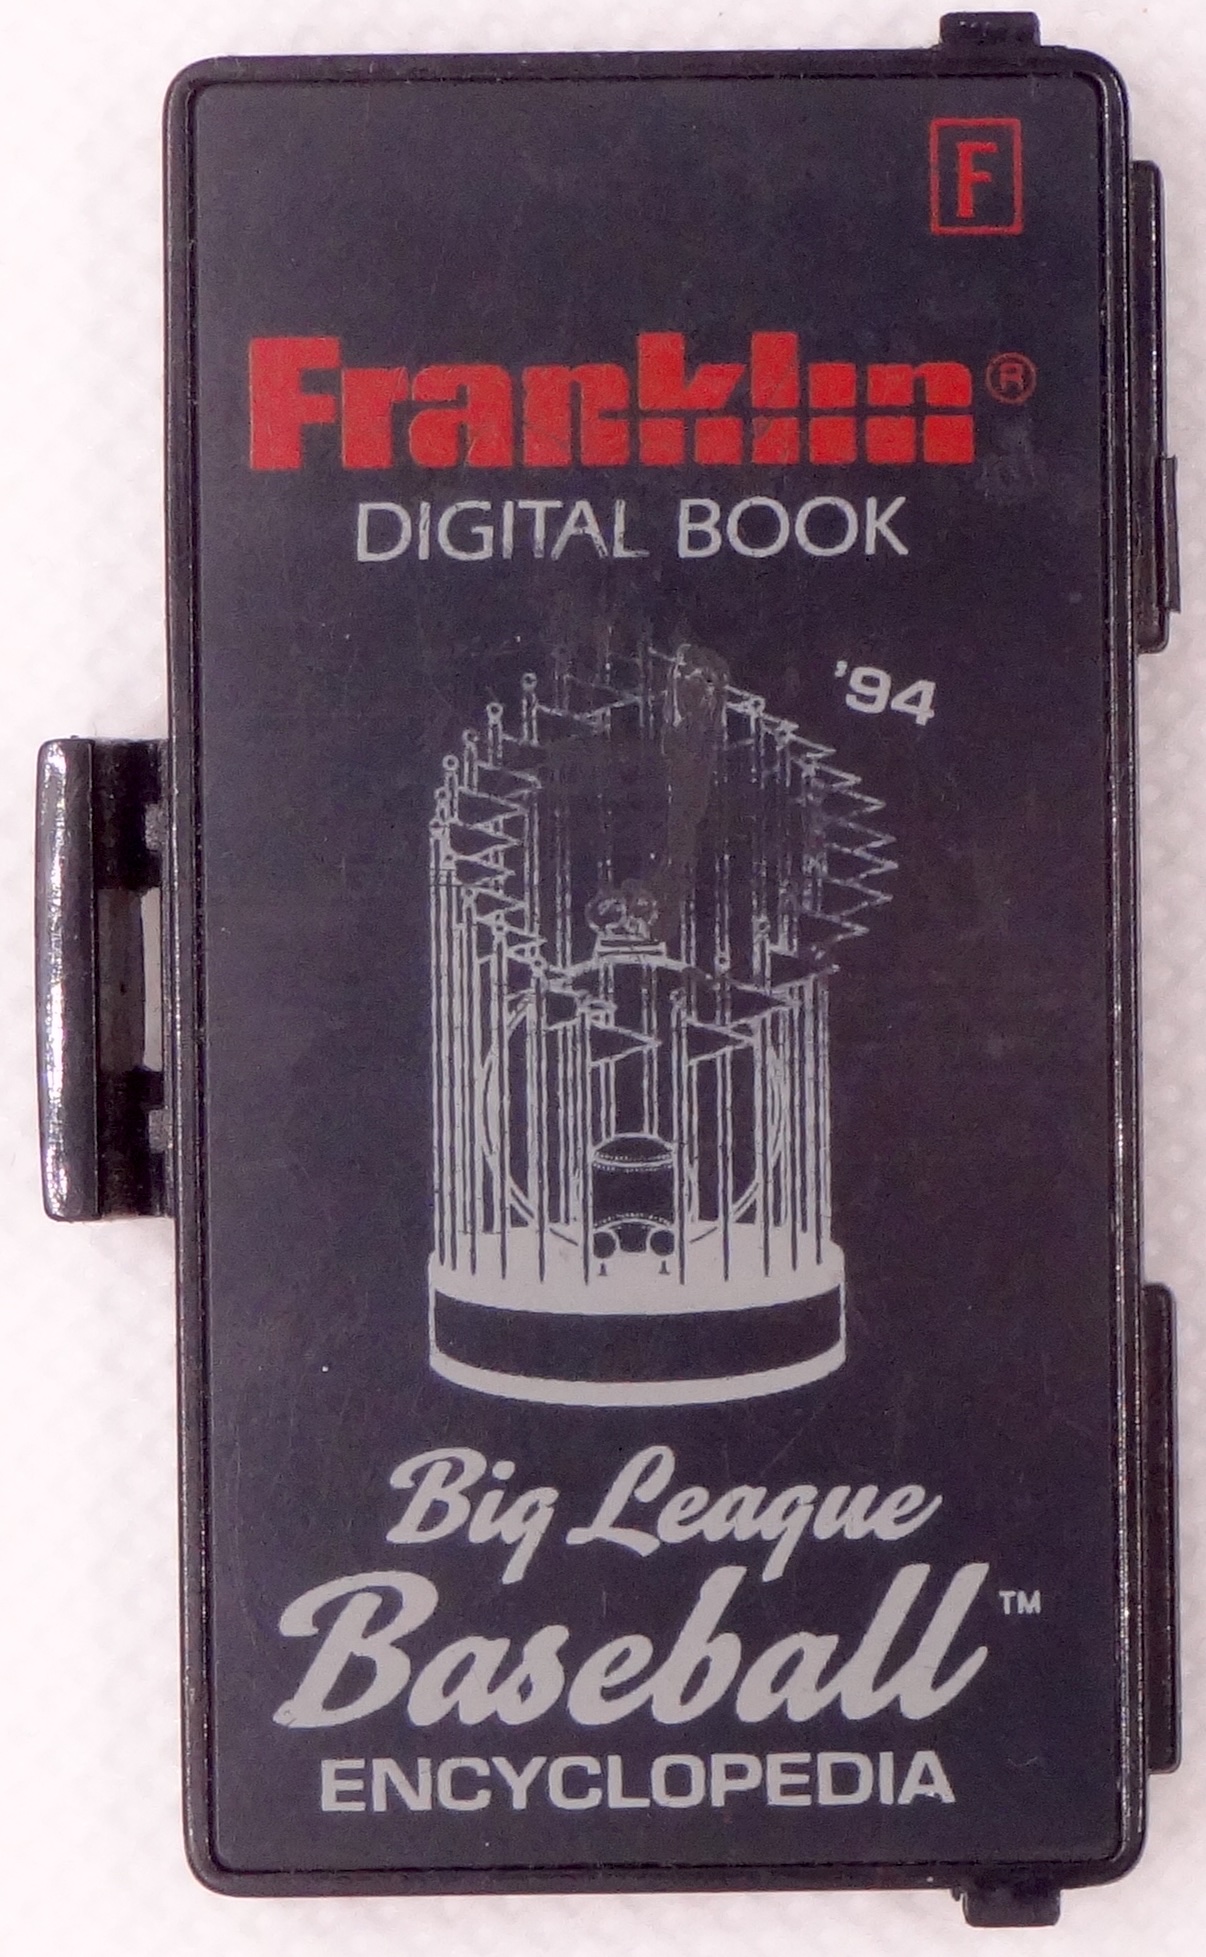 F
Franklin®
DIGITAL BOOK
'94
Big League
Baseball™
ENCYCLOPEDIA